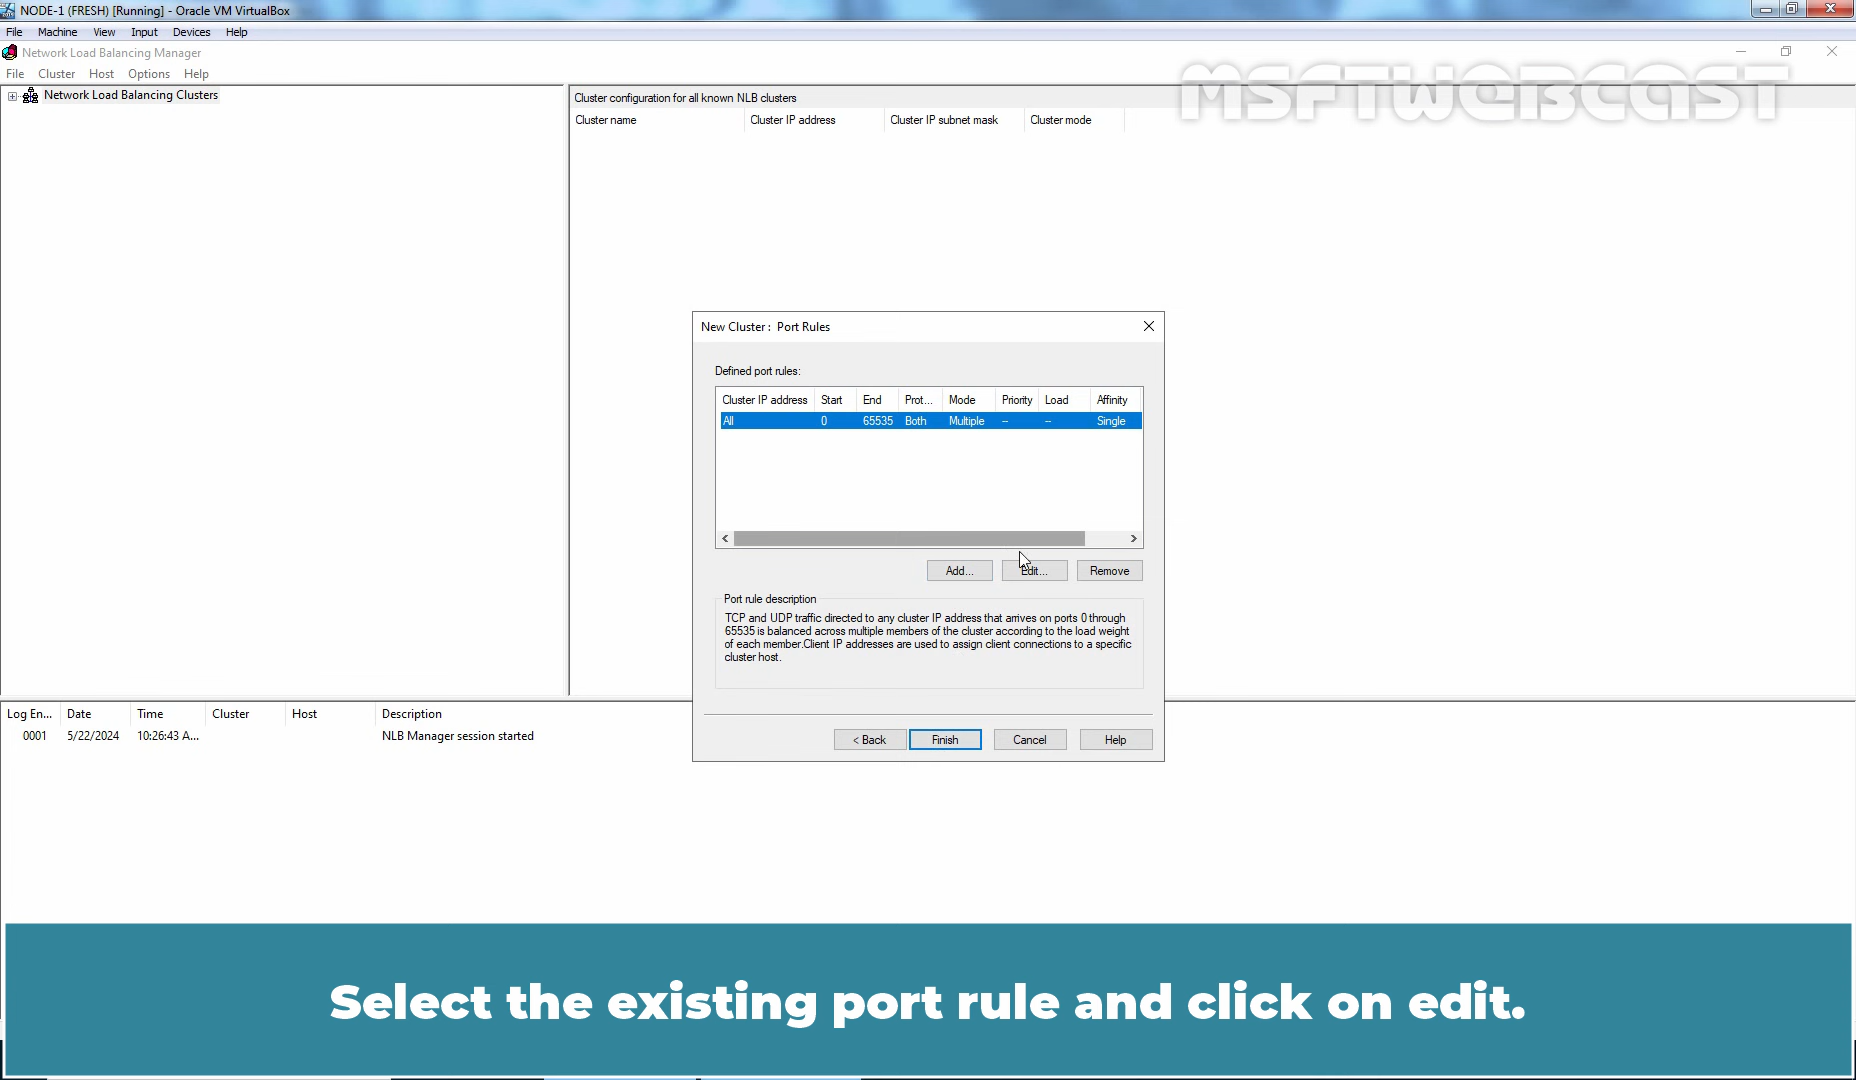 NODE-1 (FRESH) [Running] - Oracle VM VirtualBox
File Machine View Input Devices Help
Network Load Balancing Manager
File Cluster Host Options Help
MSFTWEBCAST
Network Load Balancing Clusters
Cluster configuration for all known NLB clusters
Cluster name Cluster IP address Cluster IP subnet mask Cluster mode
New Cluster : Port Rules
Defined port rules:
Cluster IP address Start End Prot... Mode Priority Load Affinity
All 0 65535 Both Multiple -- -- Single
Add... Edit... Remove
Port rule description
TCP and UDP traffic directed to any cluster IP address that arrives on ports 0 through
65535 is balanced across multiple members of the cluster according to the load weight
of each member.Client IP addresses are used to assign client connections to a specific
cluster host.
< Back Finish Cancel Help
Log En... Date Time Cluster Host Description
0001 5/22/2024 10:26:43 A... NLB Manager session started
Select the existing port rule and click on edit.